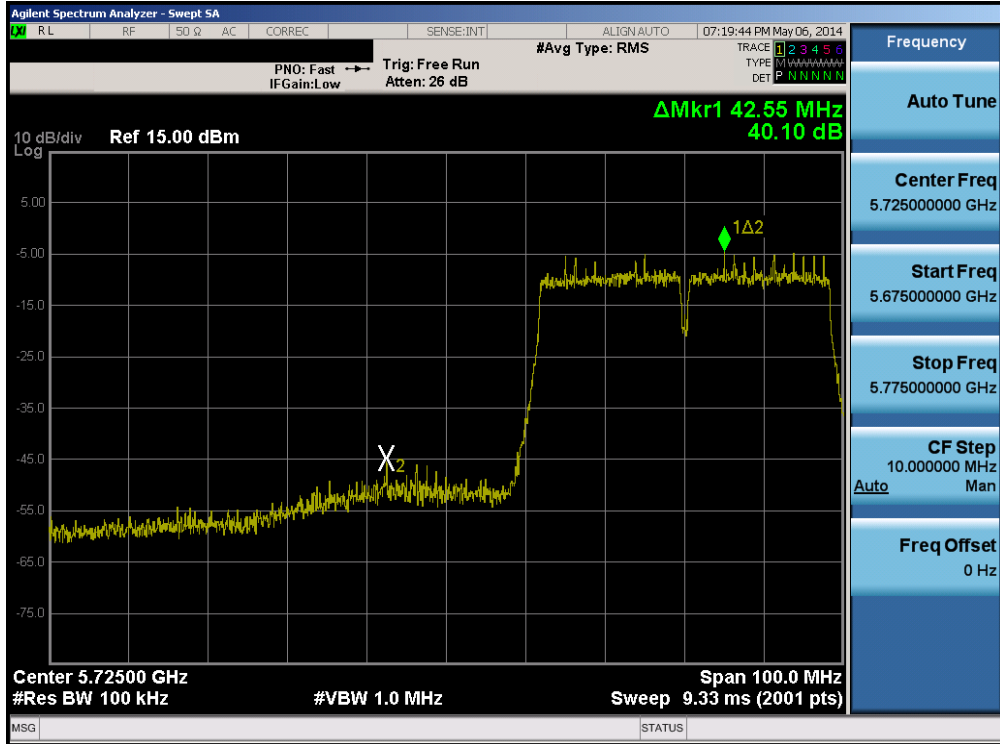 Agilent Spectrum Analyzer - Swept SA
LXI RL RF 50 Ω AC CORREC SENSE:INT ALIGN AUTO 07:19:44 PM May 06, 2014
#Avg Type: RMS TRACE 1 2 3 4 5 6
PNO: Fast Trig: Free Run TYPE M WWWWW
IFGain:Low Atten: 26 dB DET P N N N N N
ΔMkr1 42.55 MHz
40.10 dB
10 dB/div Ref 15.00 dBm
Log
5.00
-5.00
-15.0
-25.0
-35.0
-45.0
-55.0
-65.0
-75.0
1Δ2
X2
Center 5.72500 GHz Span 100.0 MHz
#Res BW 100 kHz #VBW 1.0 MHz Sweep 9.33 ms (2001 pts)
MSG STATUS
Frequency
Auto Tune
Center Freq
5.725000000 GHz
Start Freq
5.675000000 GHz
Stop Freq
5.775000000 GHz
CF Step
10.000000 MHz
Auto Man
Freq Offset
0 Hz